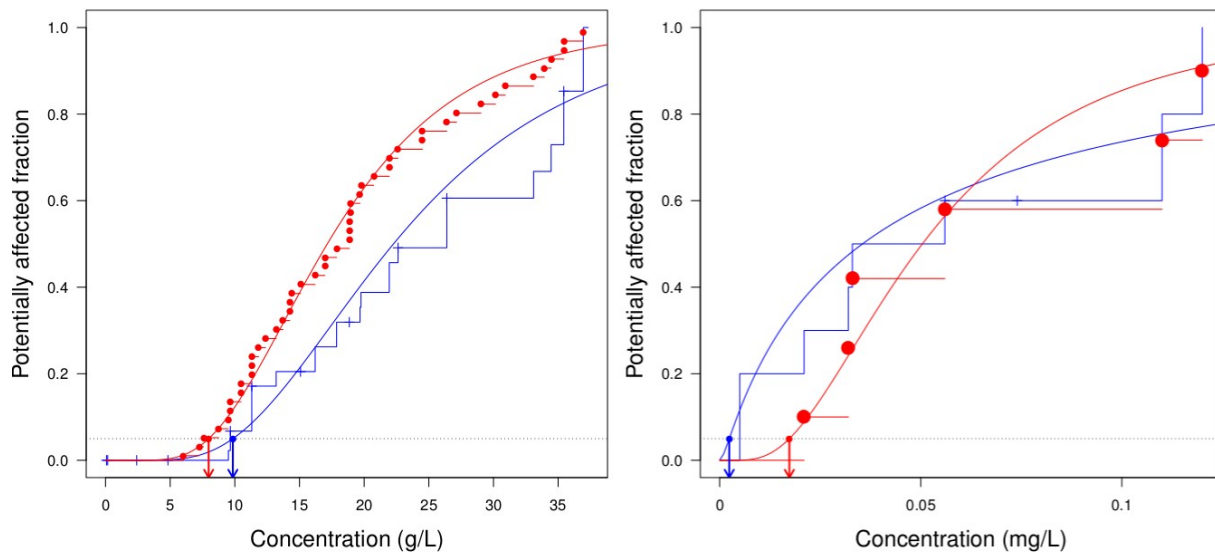 1.0
0.8
0.6
0.4
0.2
0.0
Potentially affected fraction
0 5 10 15 20 25 30 35
Concentration (g/L)
1.0
0.8
0.6
0.4
0.2
0.0
Potentially affected fraction
0 0.05 0.1
Concentration (mg/L)